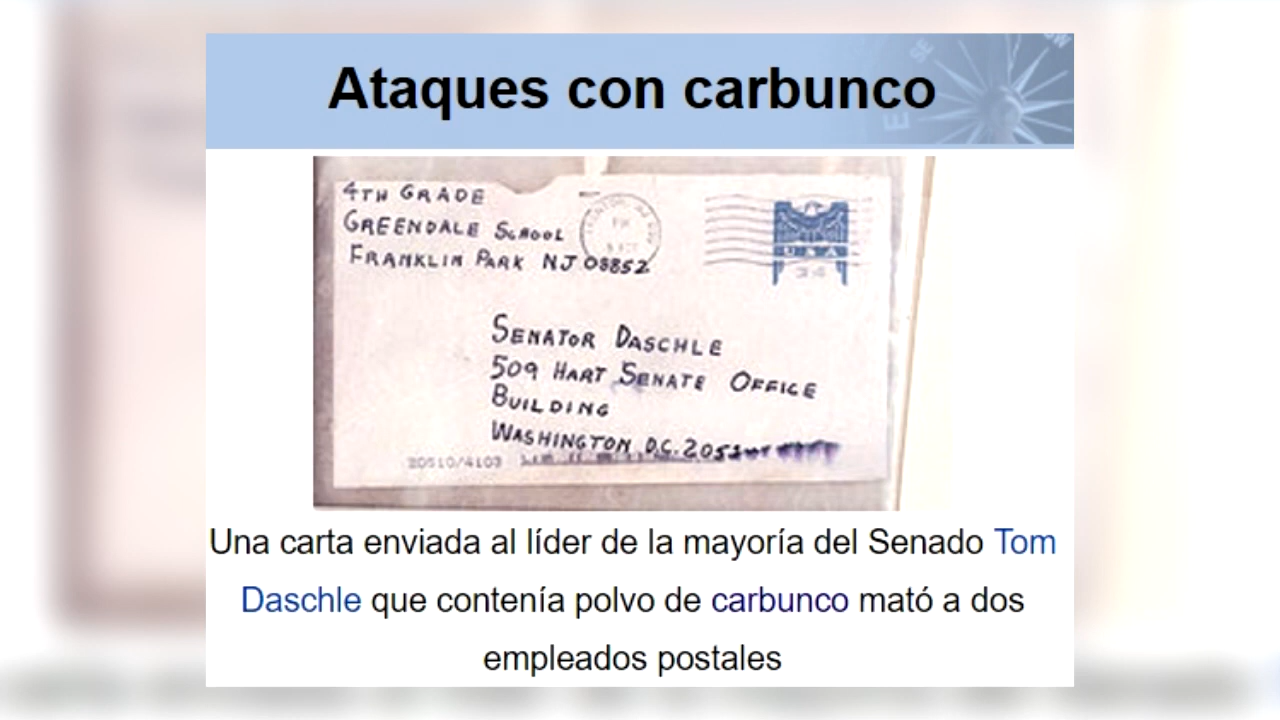 Ataques con carbunco
4TH GRADE
GREENDALE SCHOOL
FRANKLIN PARK NJ 08852
USA
34
SENATOR DASCHLE
509 HART SENATE OFFICE
BUILDING
WASHINGTON D.C. 205
20510/4103
Una carta enviada al líder de la mayoría del Senado Tom
Daschle que contenía polvo de carbunco mató a dos
empleados postales